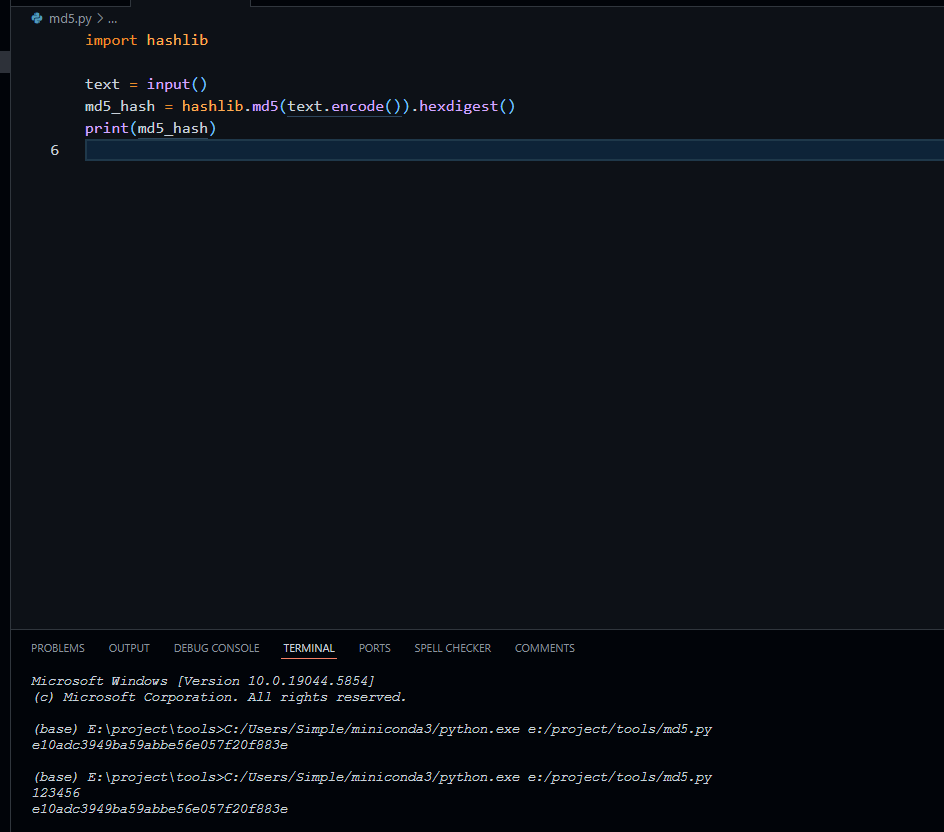 md5.py > ...
import hashlib
text = input()
md5_hash = hashlib.md5(text.encode()).hexdigest()
print(md5_hash)
6
PROBLEMS OUTPUT DEBUG CONSOLE TERMINAL PORTS SPELL CHECKER COMMENTS
Microsoft Windows [Version 10.0.19044.5854]
(c) Microsoft Corporation. All rights reserved.
(base) E:\project\tools>C:/Users/Simple/miniconda3/python.exe e:/project/tools/md5.py
e10adc3949ba59abbe56e057f20f883e
(base) E:\project\tools>C:/Users/Simple/miniconda3/python.exe e:/project/tools/md5.py
123456
e10adc3949ba59abbe56e057f20f883e